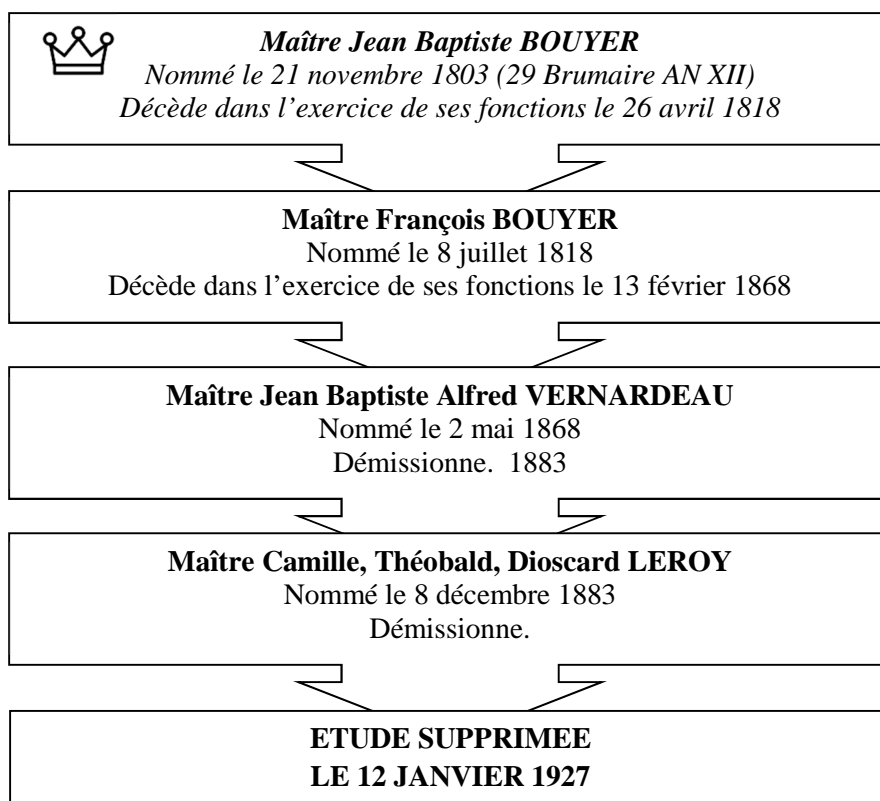 Maître Jean Baptiste BOUYER
Nommé le 21 novembre 1803 (29 Brumaire AN XII)
Décède dans l’exercice de ses fonctions le 26 avril 1818
Maître François BOUYER
Nommé le 8 juillet 1818
Décède dans l’exercice de ses fonctions le 13 février 1868
Maître Jean Baptiste Alfred VERNARDEAU
Nommé le 2 mai 1868
Démissionne.  1883
Maître Camille, Théobald, Dioscard LEROY
Nommé le 8 décembre 1883
Démissionne.
ETUDE SUPPRIMEE
LE 12 JANVIER 1927